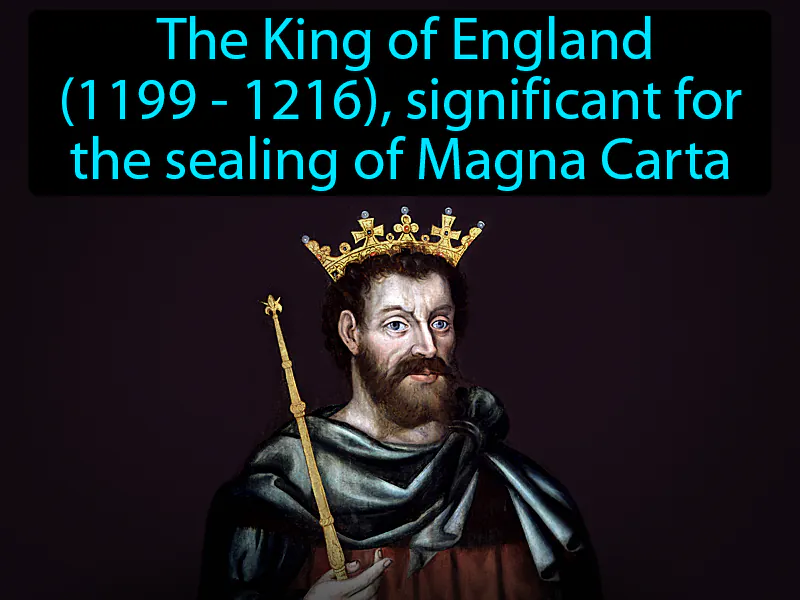 The King of England
(1199 - 1216), significant for
the sealing of Magna Carta